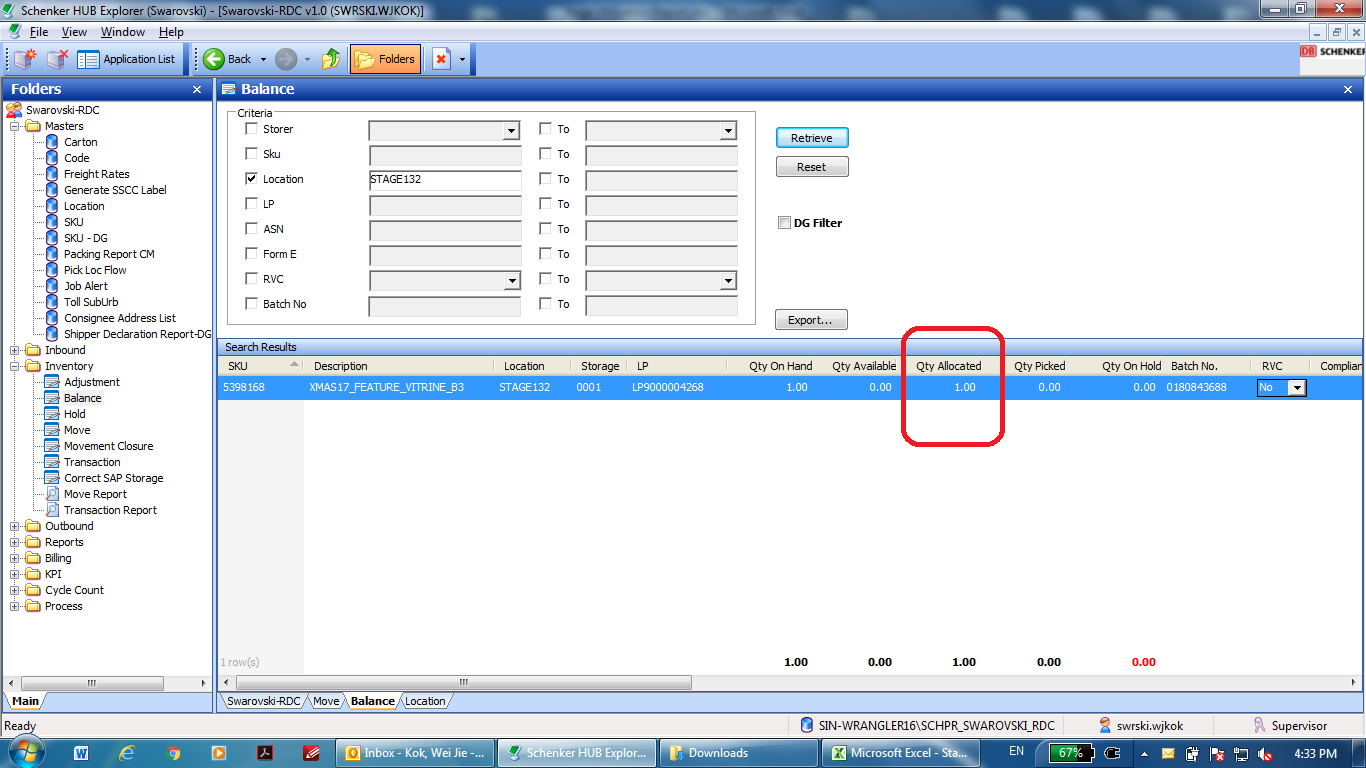 Schenker HUB Explorer (Swarovski) - [Swarovski-RDC v1.0 (SWRSKI.WJKOK)]
File View Window Help
Application List Back Folders DB SCHENKER
Folders
Swarovski-RDC
Masters
Carton
Code
Freight Rates
Generate SSCC Label
Location
SKU
SKU - DG
Packing Report CM
Pick Loc Flow
Job Alert
Toll SubUrb
Consignee Address List
Shipper Declaration Report-DG
Inbound
Inventory
Adjustment
Balance
Hold
Move
Movement Closure
Transaction
Correct SAP Storage
Move Report
Transaction Report
Outbound
Reports
Billing
KPI
Cycle Count
Process
Main
Balance
Criteria
Storer To
Sku To
Location STAGE132 To
LP To
ASN To
Form E To
RVC To
Batch No To
Retrieve
Reset
DG Filter
Export...
Search Results
SKU Description Location Storage LP Qty On Hand Qty Available Qty Allocated Qty Picked Qty On Hold Batch No. RVC Complian
5398168 XMAS17_FEATURE_VITRINE_B3 STAGE132 0001 LP9000004268 1.00 0.00 1.00 0.00 0.00 0180843688 No
1 row(s) 1.00 0.00 1.00 0.00 0.00
Swarovski-RDC Move Balance Location
Ready SIN-WRANGLER16\SCHPR_SWAROVSKI_RDC swrski.wjkok Supervisor
Inbox - Kok, Wei Jie -... Schenker HUB Explor... Downloads Microsoft Excel - Sta... EN 67% 4:33 PM